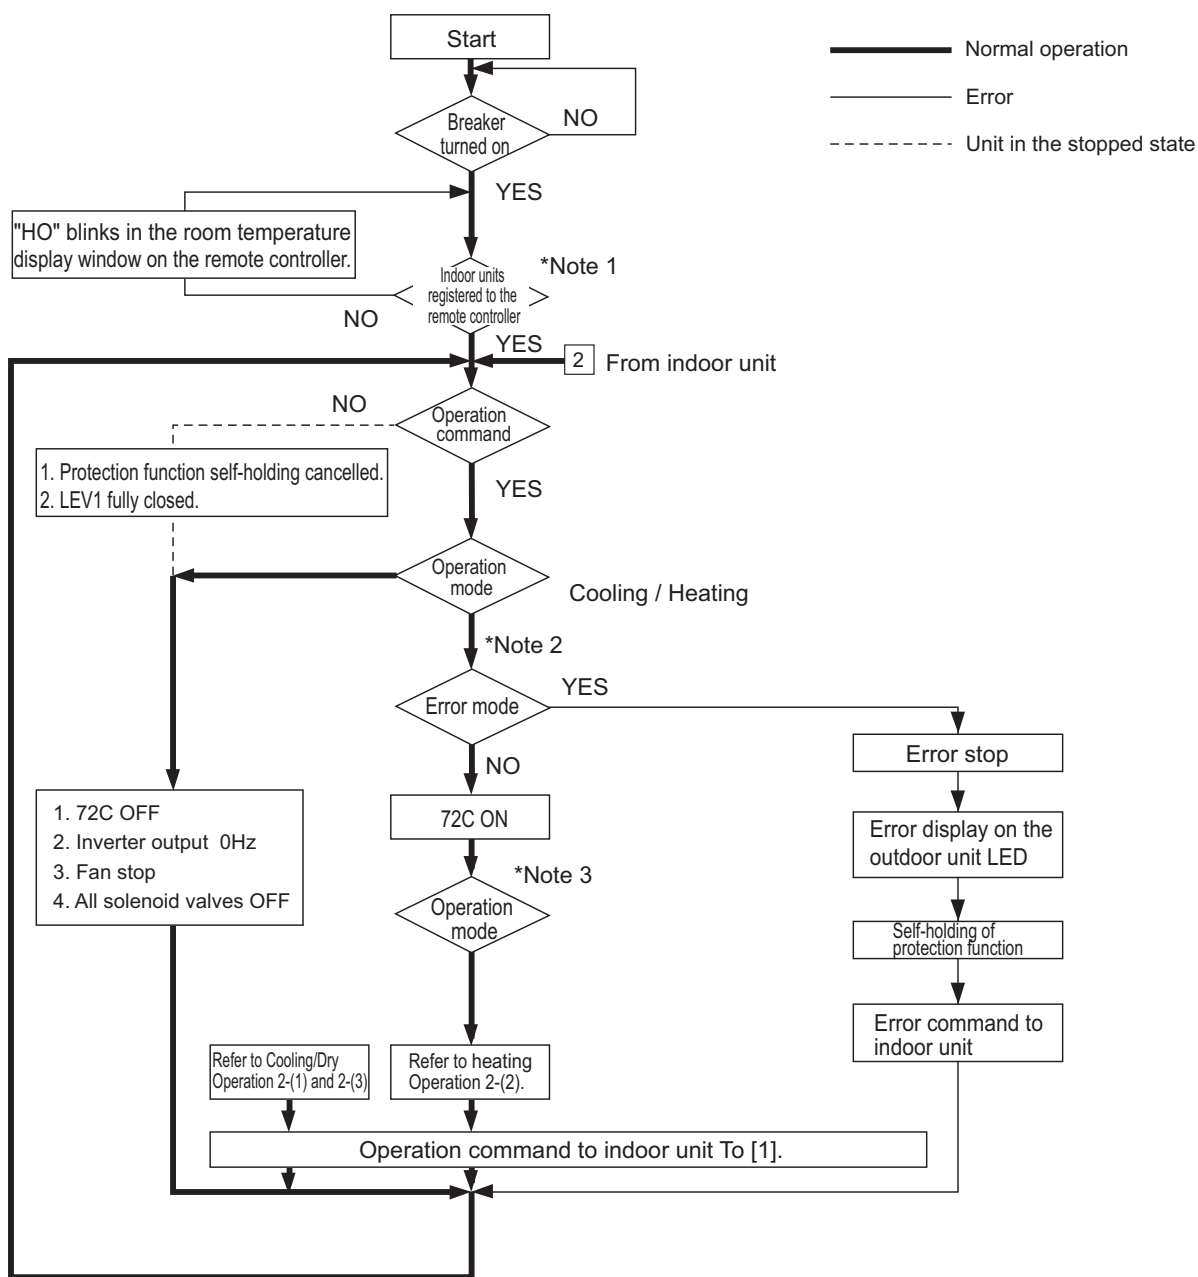 Start
Normal operation
Error
Unit in the stopped state
Breaker
turned on
NO
YES
"HO" blinks in the room temperature
display window on the remote controller.
*Note 1
Indoor units
registered to the
remote controller
NO
YES
2
From indoor unit
NO
Operation
command
1. Protection function self-holding cancelled.
2. LEV1 fully closed.
YES
Operation
mode
Cooling / Heating
*Note 2
Error mode
YES
NO
Error stop
1. 72C OFF
2. Inverter output 0Hz
3. Fan stop
4. All solenoid valves OFF
72C ON
Error display on the
outdoor unit LED
*Note 3
Operation
mode
Self-holding of
protection function
Error command to
indoor unit
Refer to Cooling/Dry
Operation 2-(1) and 2-(3)
Refer to heating
Operation 2-(2).
Operation command to indoor unit To [1].